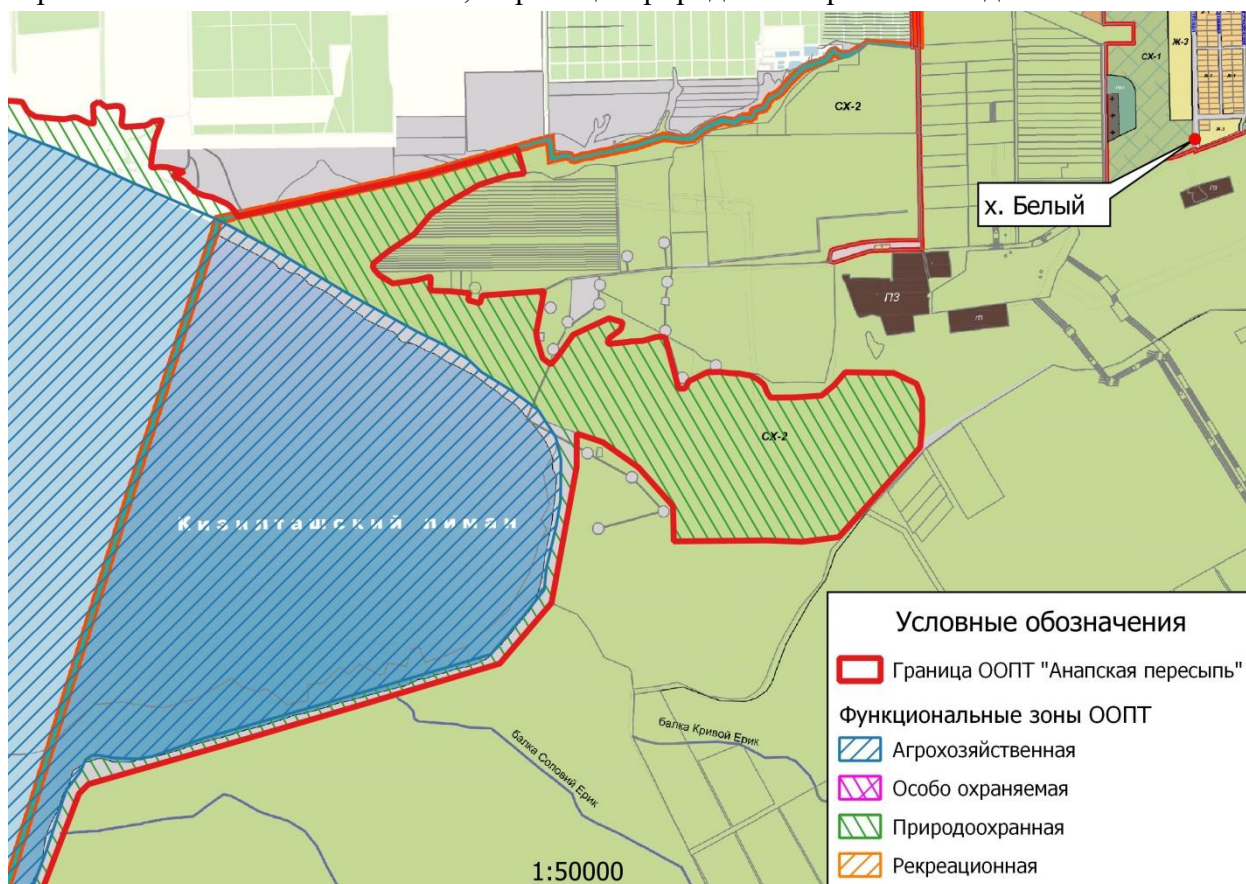 СХ-2
СХ-1
Ж-3
Ж-3
х. Белый
П3
СХ-2
Кизилташский лиман
балка Кривой Ерик
балка Соловий Ерик
1:50000
Условные обозначения
Граница ООПТ "Анапская пересыпь"
Функциональные зоны ООПТ
Агрохозяйственная
Особо охраняемая
Природоохранная
Рекреационная